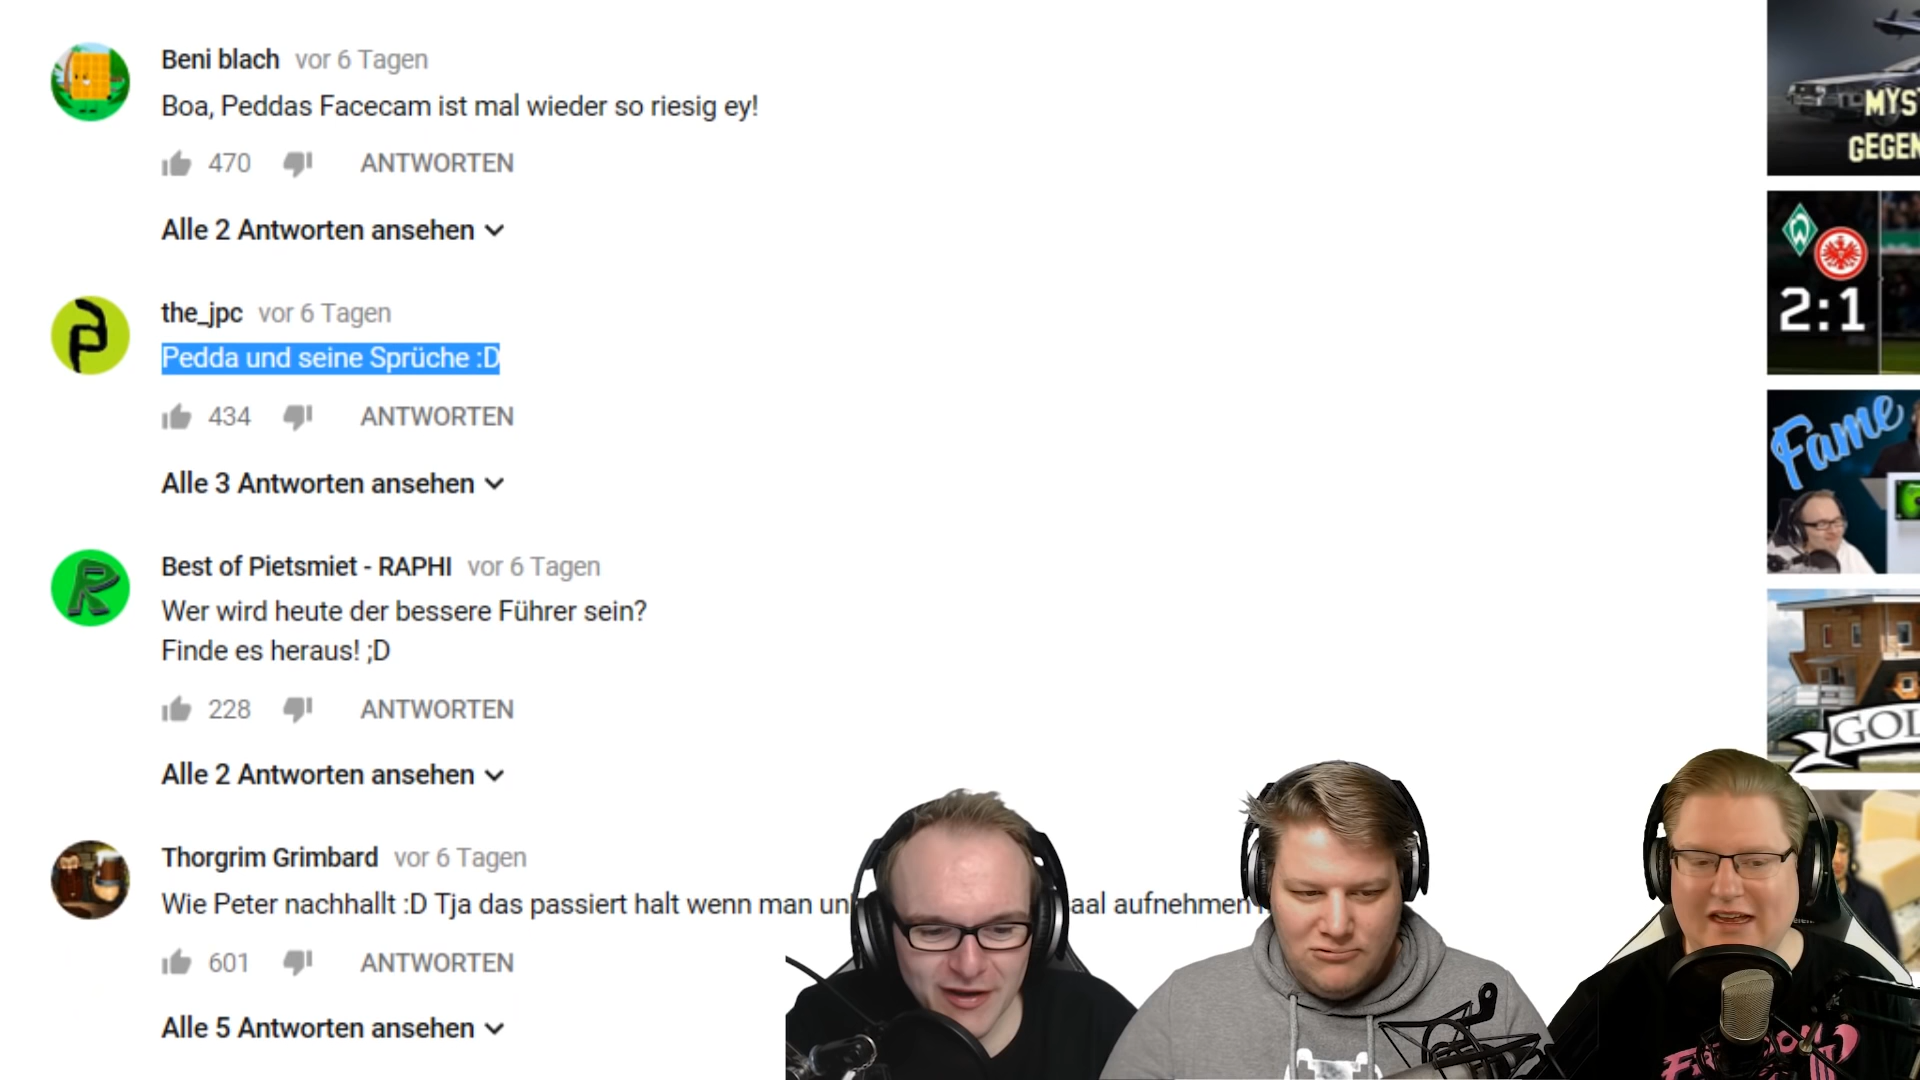 Beni blach vor 6 Tagen
Boa, Peddas Facecam ist mal wieder so riesig ey!
470 ANTWORTEN
Alle 2 Antworten ansehen
the_jpc vor 6 Tagen
Pedda und seine Sprüche :D
434 ANTWORTEN
Alle 3 Antworten ansehen
Best of Pietsmiet - RAPHI vor 6 Tagen
Wer wird heute der bessere Führer sein?
Finde es heraus! ;D
228 ANTWORTEN
Alle 2 Antworten ansehen
Thorgrim Grimbard vor 6 Tagen
Wie Peter nachhallt :D Tja das passiert halt wenn man un aal aufnehmen
601 ANTWORTEN
Alle 5 Antworten ansehen
MYS
GEGEN
2:1
Fame
GOL